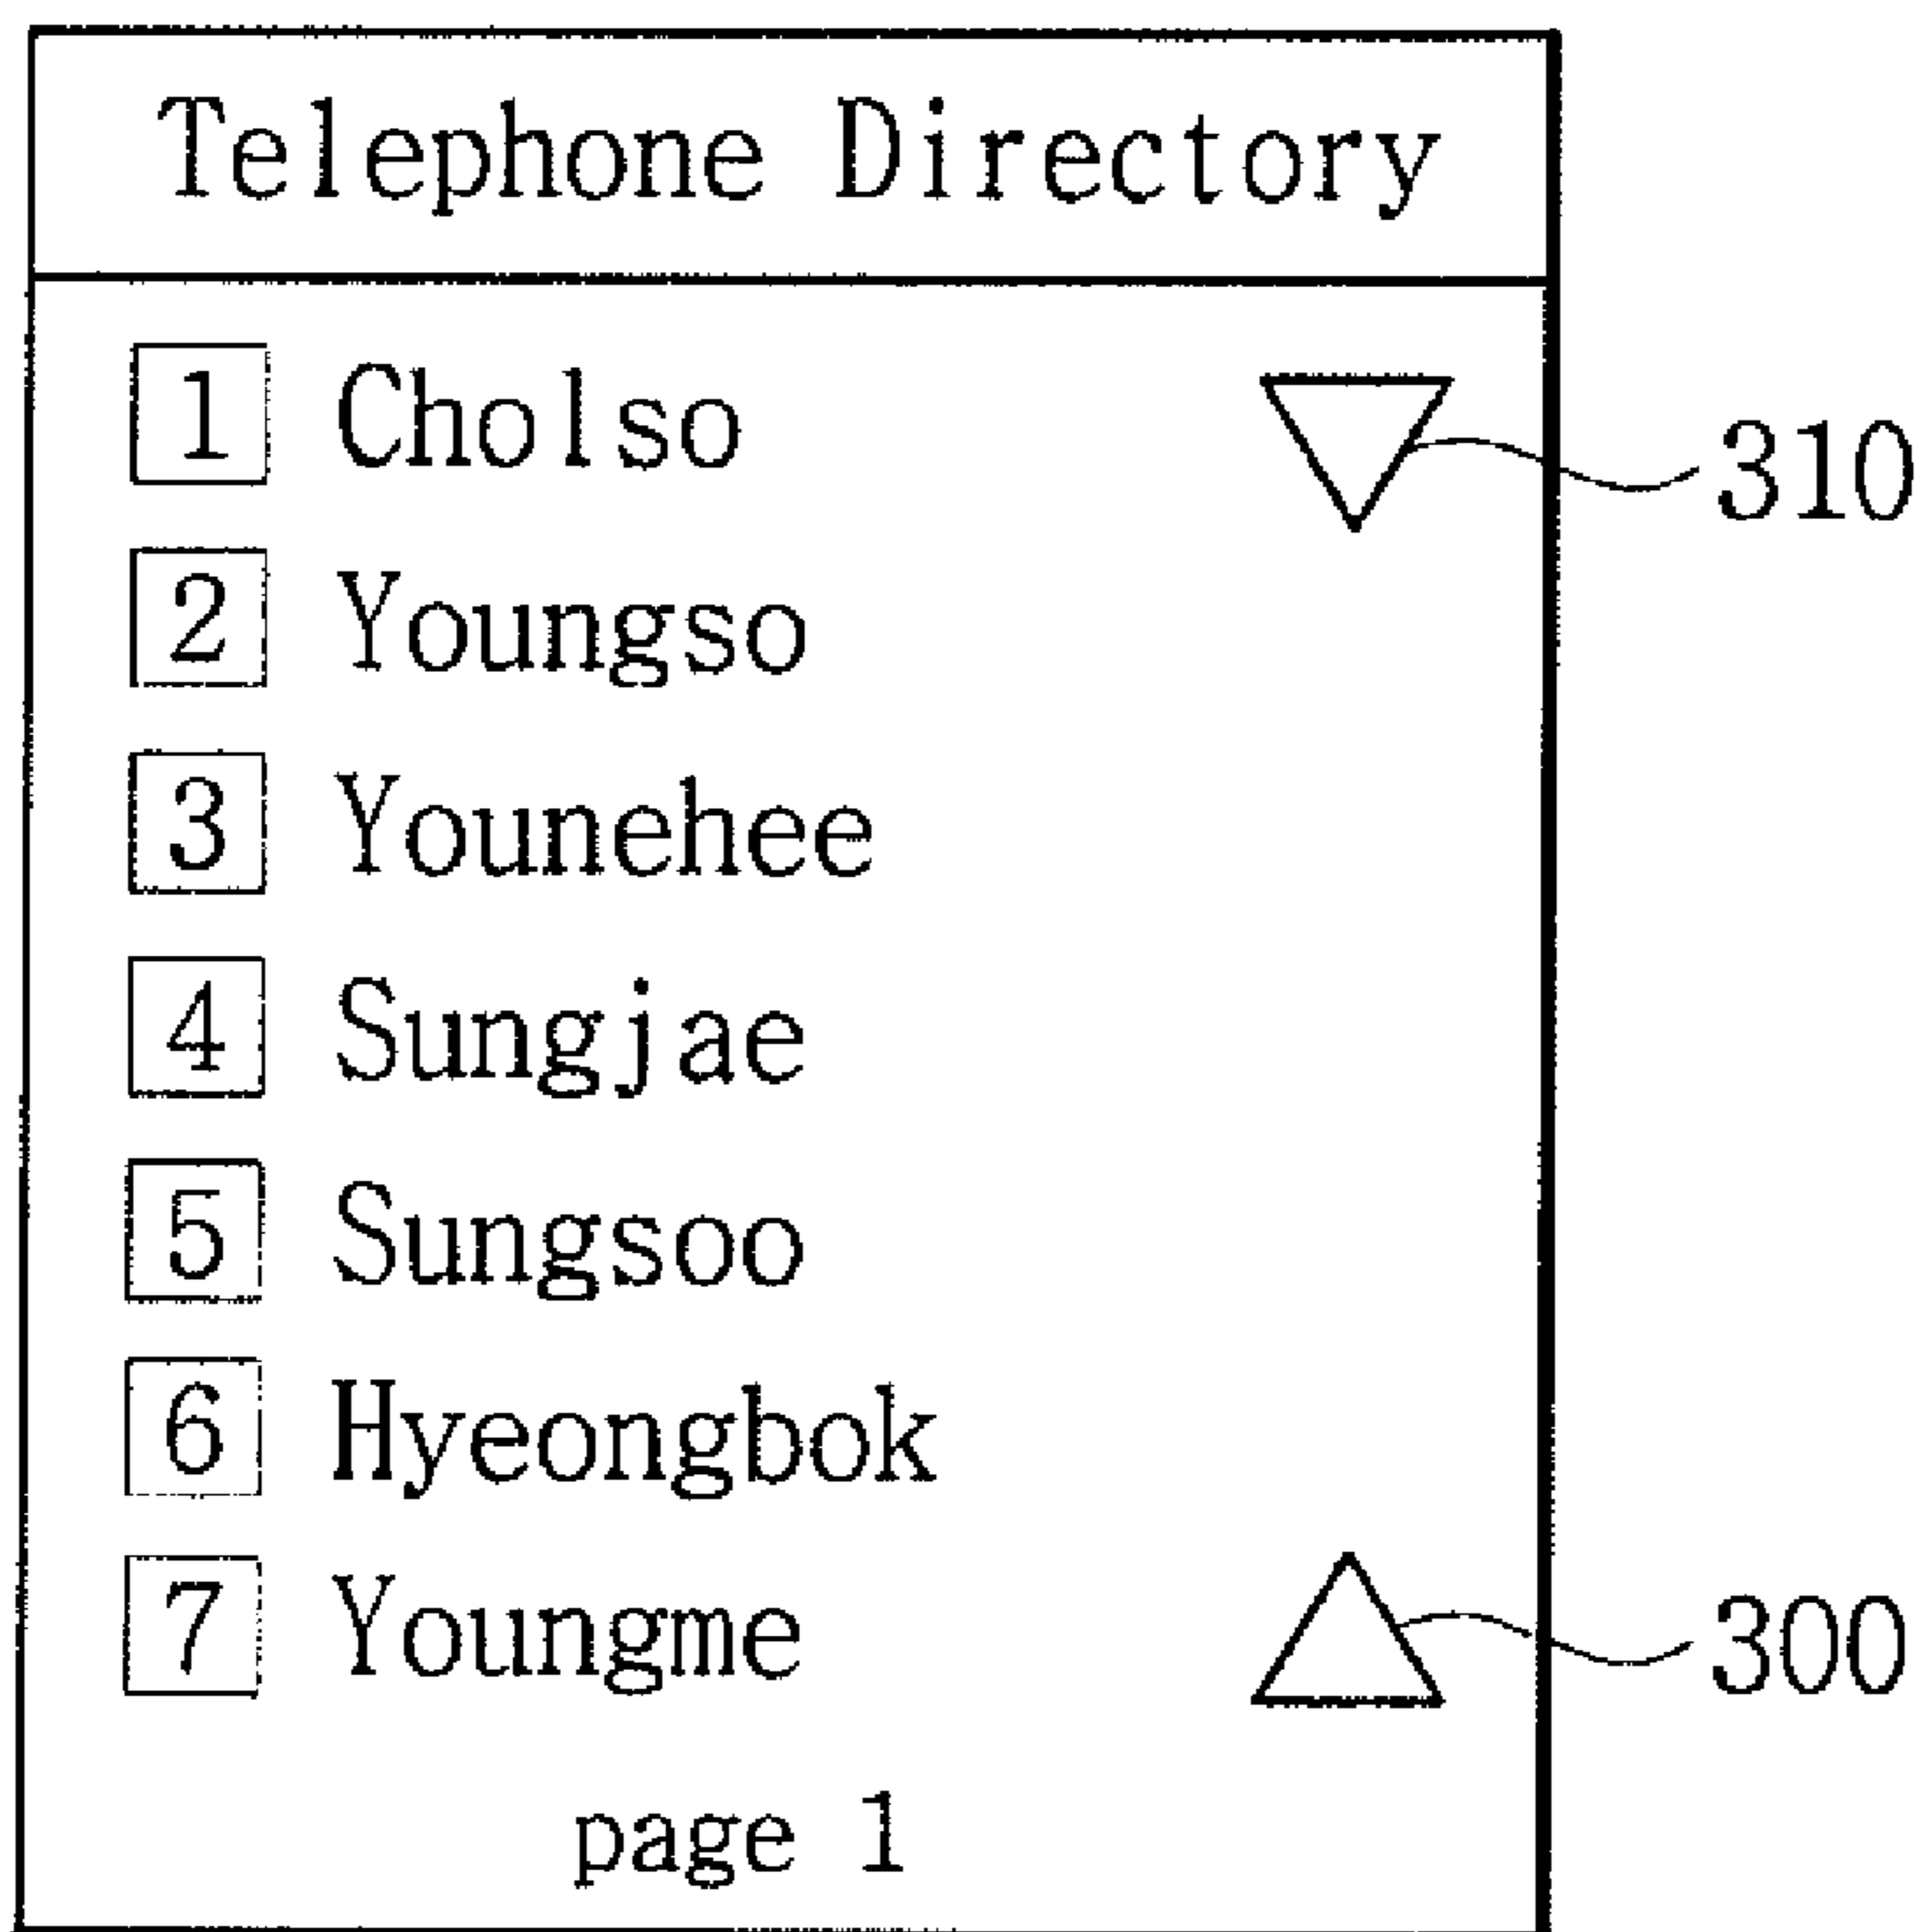 Telephone Directory
1 Cholso
310
2 Youngso
3 Younehee
4 Sungjae
5 Sungsoo
6 Hyeongbok
7 Youngme
300
page 1